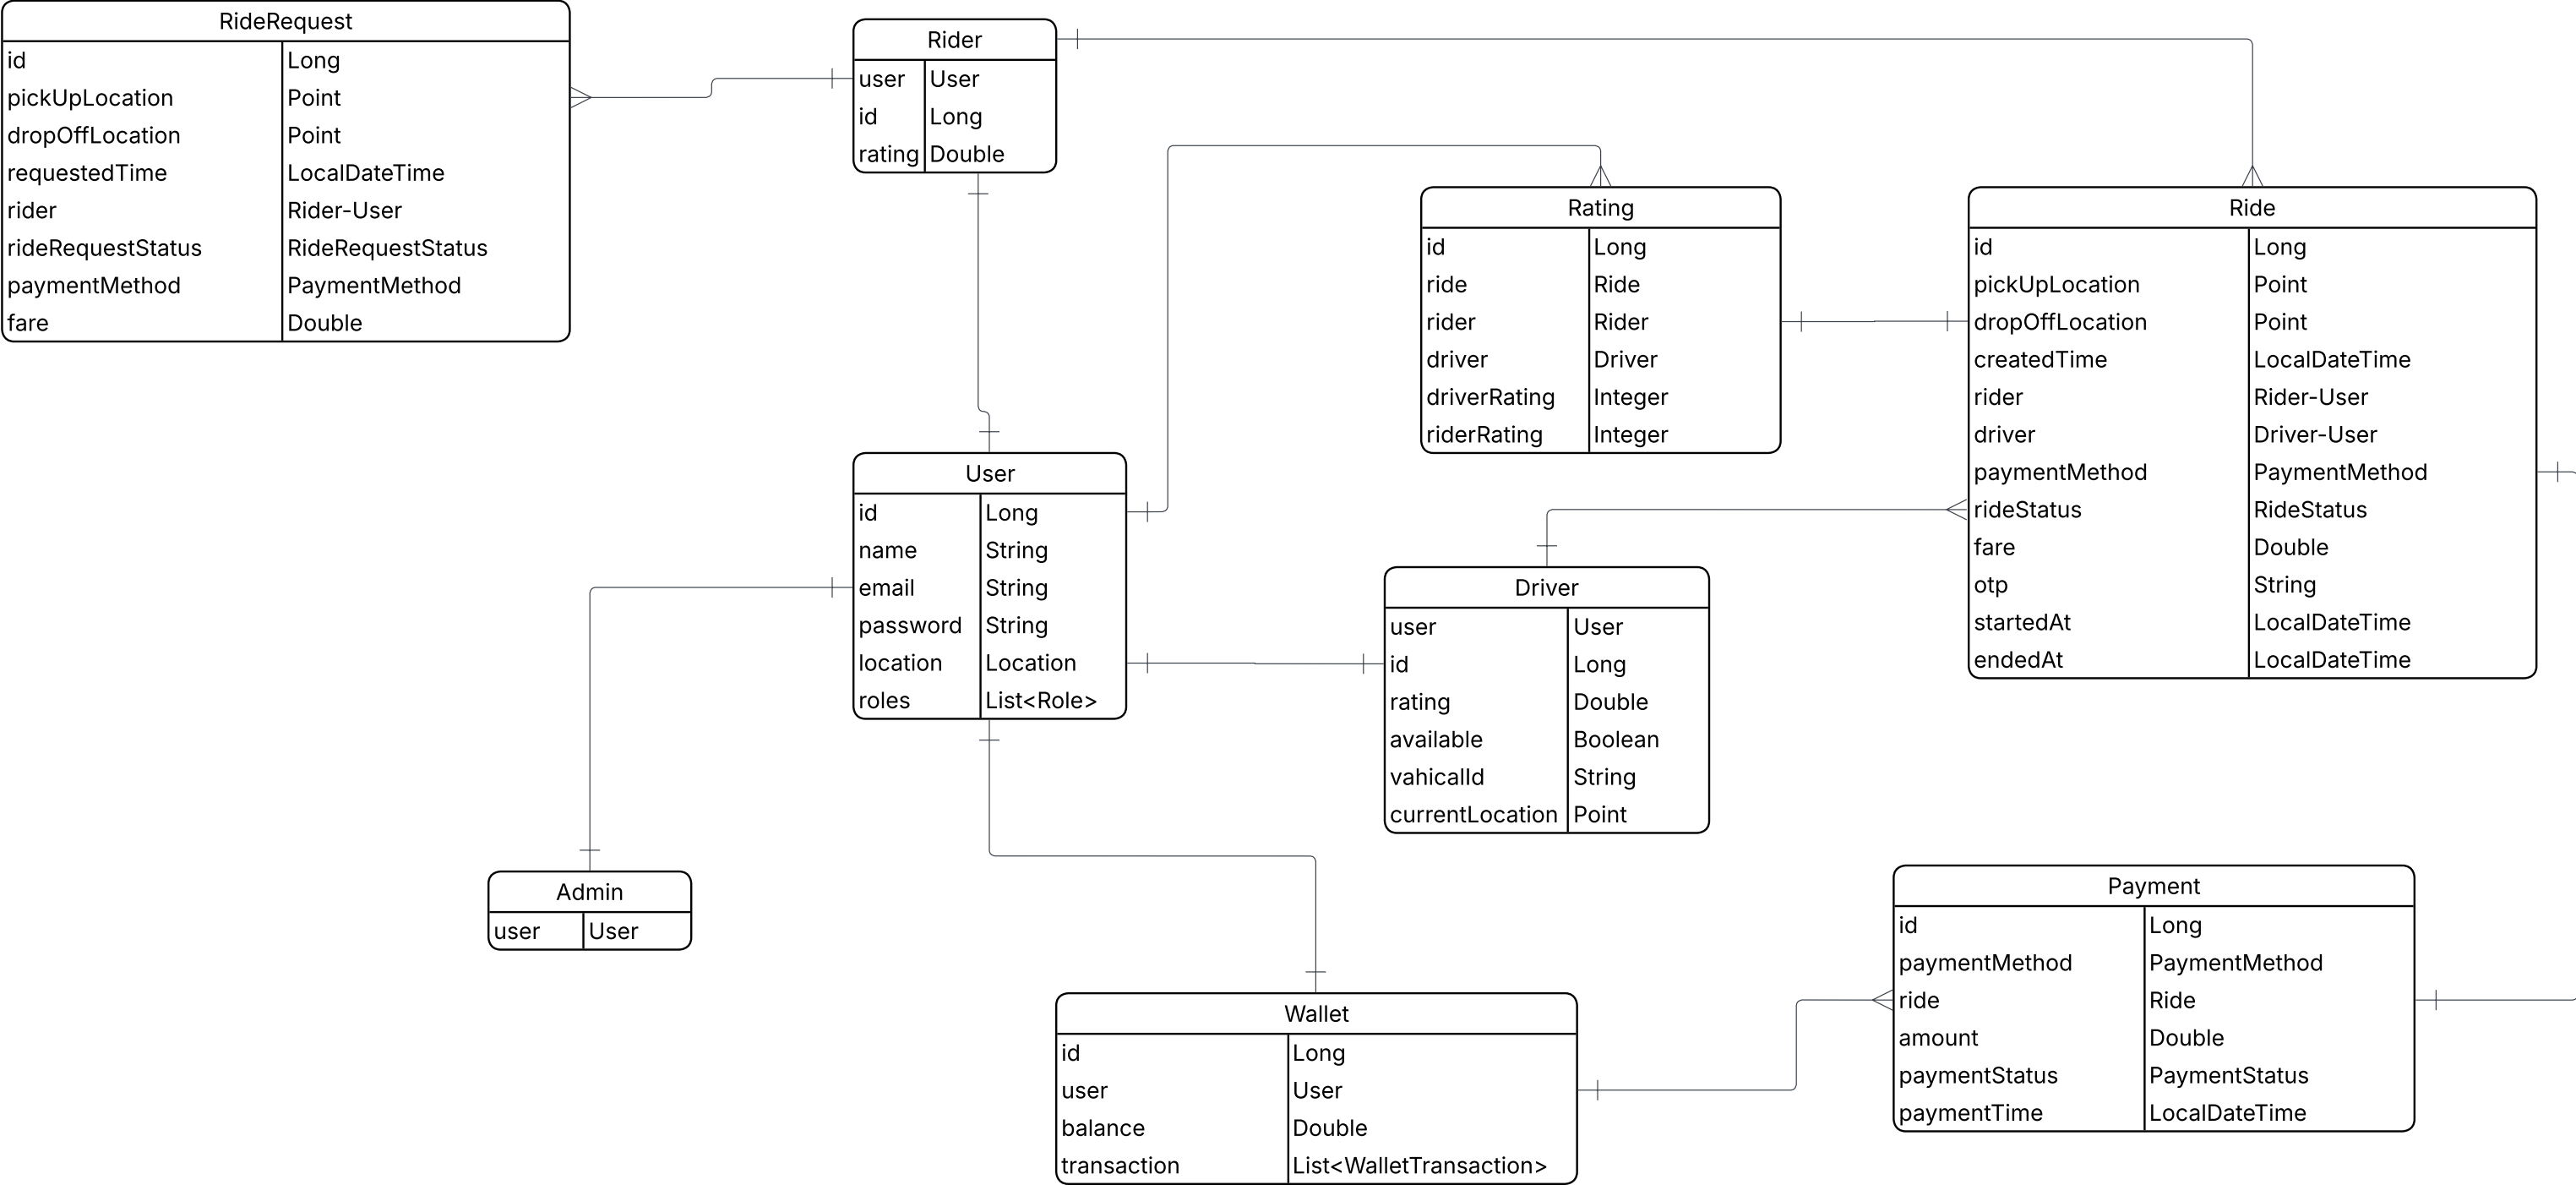 RideRequest
id Long
pickUpLocation Point
dropOffLocation Point
requestedTime LocalDateTime
rider Rider-User
rideRequestStatus RideRequestStatus
paymentMethod PaymentMethod
fare Double
Rider
user User
id Long
rating Double
Rating
id Long
ride Ride
rider Rider
driver Driver
driverRating Integer
riderRating Integer
Ride
id Long
pickUpLocation Point
dropOffLocation Point
createdTime LocalDateTime
rider Rider-User
driver Driver-User
paymentMethod PaymentMethod
rideStatus RideStatus
fare Double
otp String
startedAt LocalDateTime
endedAt LocalDateTime
User
id Long
name String
email String
password String
location Location
roles List<Role>
Driver
user User
id Long
rating Double
available Boolean
vahicalId String
currentLocation Point
Admin
user User
Payment
id Long
paymentMethod PaymentMethod
ride Ride
amount Double
paymentStatus PaymentStatus
paymentTime LocalDateTime
Wallet
id Long
user User
balance Double
transaction List<WalletTransaction>